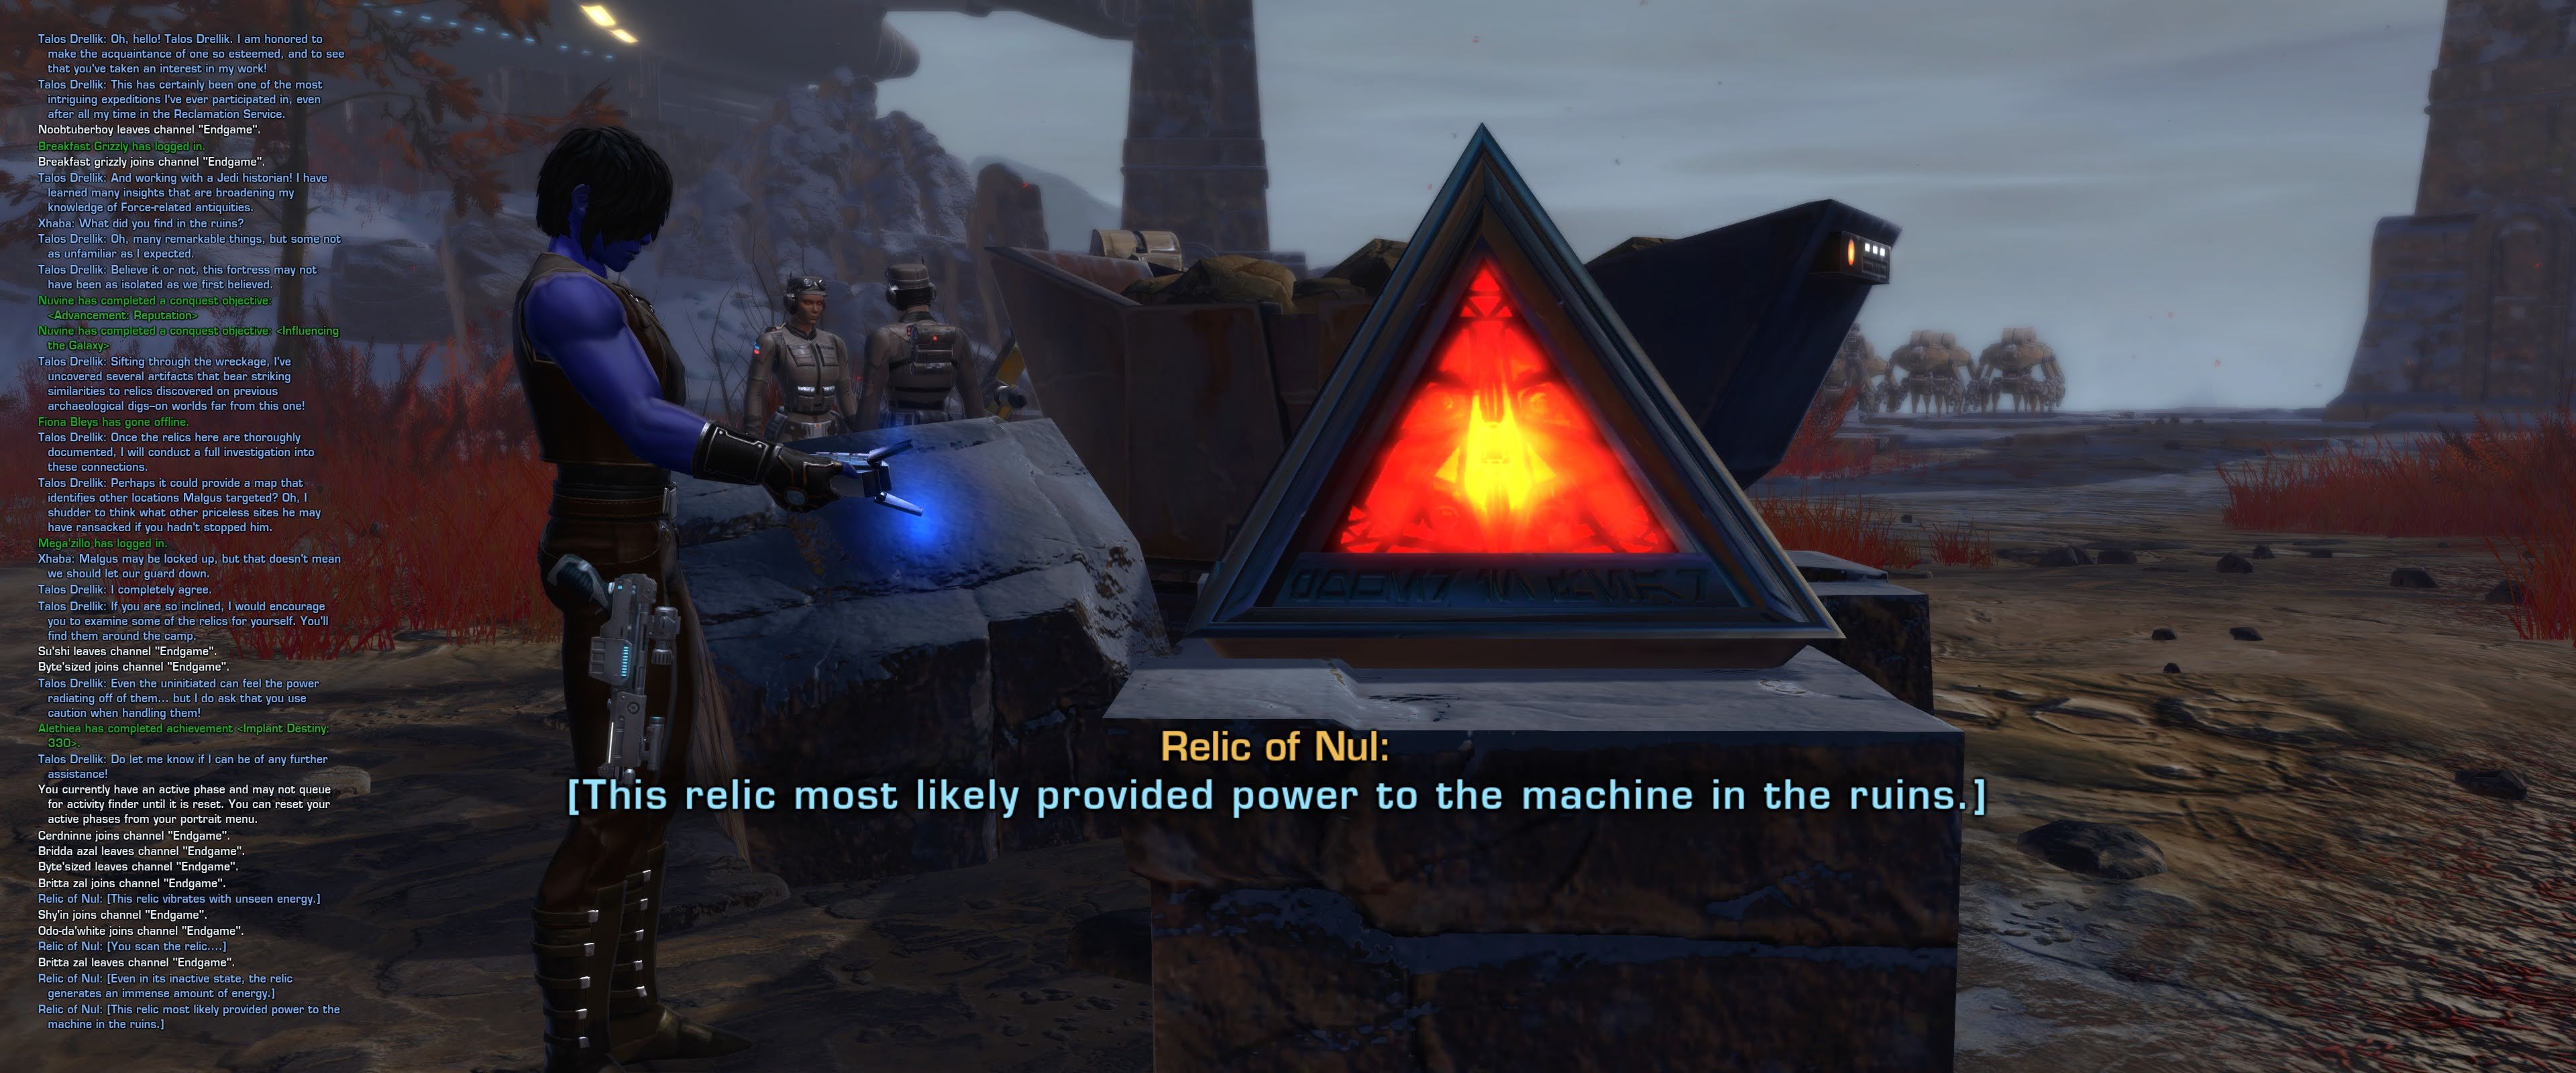 Talos Drellik: Oh, hello! Talos Drellik. I am honored to
make the acquaintance of one so esteemed, and to see
that you've taken an interest in my work!
Talos Drellik: This has certainly been one of the most
intriguing expeditions I've ever participated in, even
after all my time in the Reclamation Service.
Noobtuberboy leaves channel "Endgame".
Breakfast Grizzly has logged in.
Breakfast grizzly joins channel "Endgame".
Talos Drellik: And working with a Jedi historian! I have
learned many insights that are broadening my
knowledge of Force-related antiquities.
Xhaba: What did you find in the ruins?
Talos Drellik: Oh, many remarkable things, but some not
as unfamiliar as I expected.
Talos Drellik: Believe it or not, this fortress may not
have been as isolated as we first believed.
Nuvine has completed a conquest objective:
<Advancement: Reputation>
Nuvine has completed a conquest objective: <Influencing
the Galaxy>
Talos Drellik: Sifting through the wreckage, I've
uncovered several artifacts that bear striking
similarities to relics discovered on previous
archaeological digs–on worlds far from this one!
Fiona Bleys has gone offline.
Talos Drellik: Once the relics here are thoroughly
documented, I will conduct a full investigation into
these connections.
Talos Drellik: Perhaps it could provide a map that
identifies other locations Malgus targeted? Oh, I
shudder to think what other priceless sites he may
have ransacked if you hadn't stopped him.
Mega'zillo has logged in.
Xhaba: Malgus may be locked up, but that doesn't mean
we should let our guard down.
Talos Drellik: I completely agree.
Talos Drellik: If you are so inclined, I would encourage
you to examine some of the relics for yourself. You'll
find them around the camp.
Su'shi leaves channel "Endgame".
Byte'sized joins channel "Endgame".
Talos Drellik: Even the uninitiated can feel the power
radiating off of them... but I do ask that you use
caution when handling them!
Alethiea has completed achievement <Implant Destiny:
330>.
Talos Drellik: Do let me know if I can be of any further
assistance!
You currently have an active phase and may not queue
for activity finder until it is reset. You can reset your
active phases from your portrait menu.
Cerdninne joins channel "Endgame".
Bridda azal leaves channel "Endgame".
Byte'sized leaves channel "Endgame".
Britta zal joins channel "Endgame".
Relic of Nul: [This relic vibrates with unseen energy.]
Shy'in joins channel "Endgame".
Odo-da'white joins channel "Endgame".
Relic of Nul: [You scan the relic....]
Britta zal leaves channel "Endgame".
Relic of Nul: [Even in its inactive state, the relic
generates an immense amount of energy.]
Relic of Nul: [This relic most likely provided power to the
machine in the ruins.]
Relic of Nul:
[This relic most likely provided power to the machine in the ruins.]